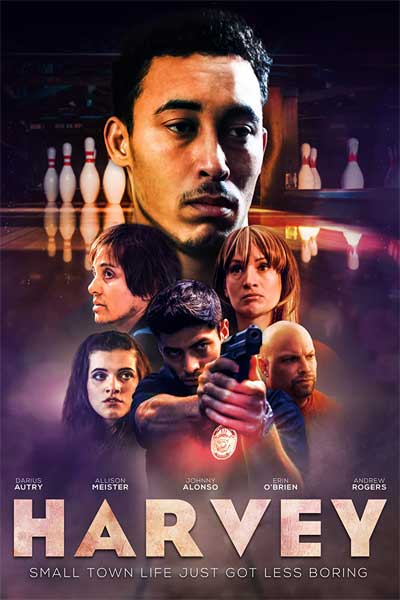 DARIUS AUTRY
ALLISON MEISTER
JOHNNY ALONSO
ERIN O'BRIEN
ANDREW ROGERS
HARVEY
SMALL TOWN LIFE JUST GOT LESS BORING